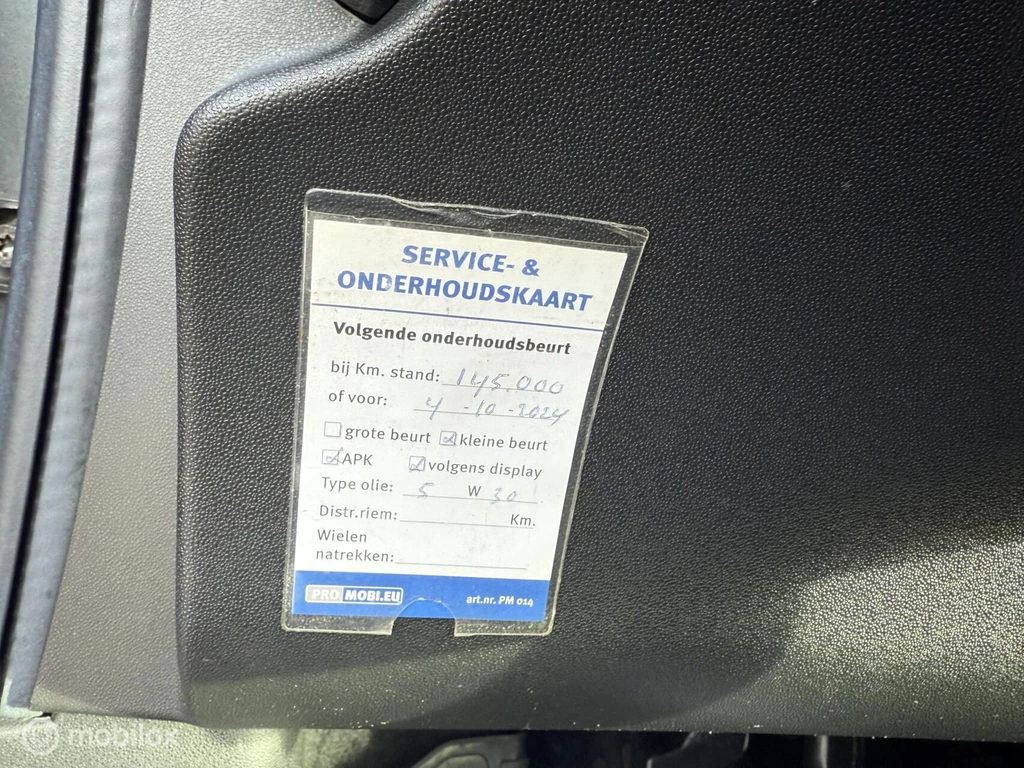 SERVICE- &
ONDERHOUDSKAART
Volgende onderhoudsbeurt
bij Km. stand: 145.000
of voor: 4 -10 -2024
grote beurt kleine beurt
APK volgens display
Type olie: 5 W 30
Distr.riem: Km.
Wielen
natrekken:
PRO MOBI.EU art.nr. PM 014
mobilox